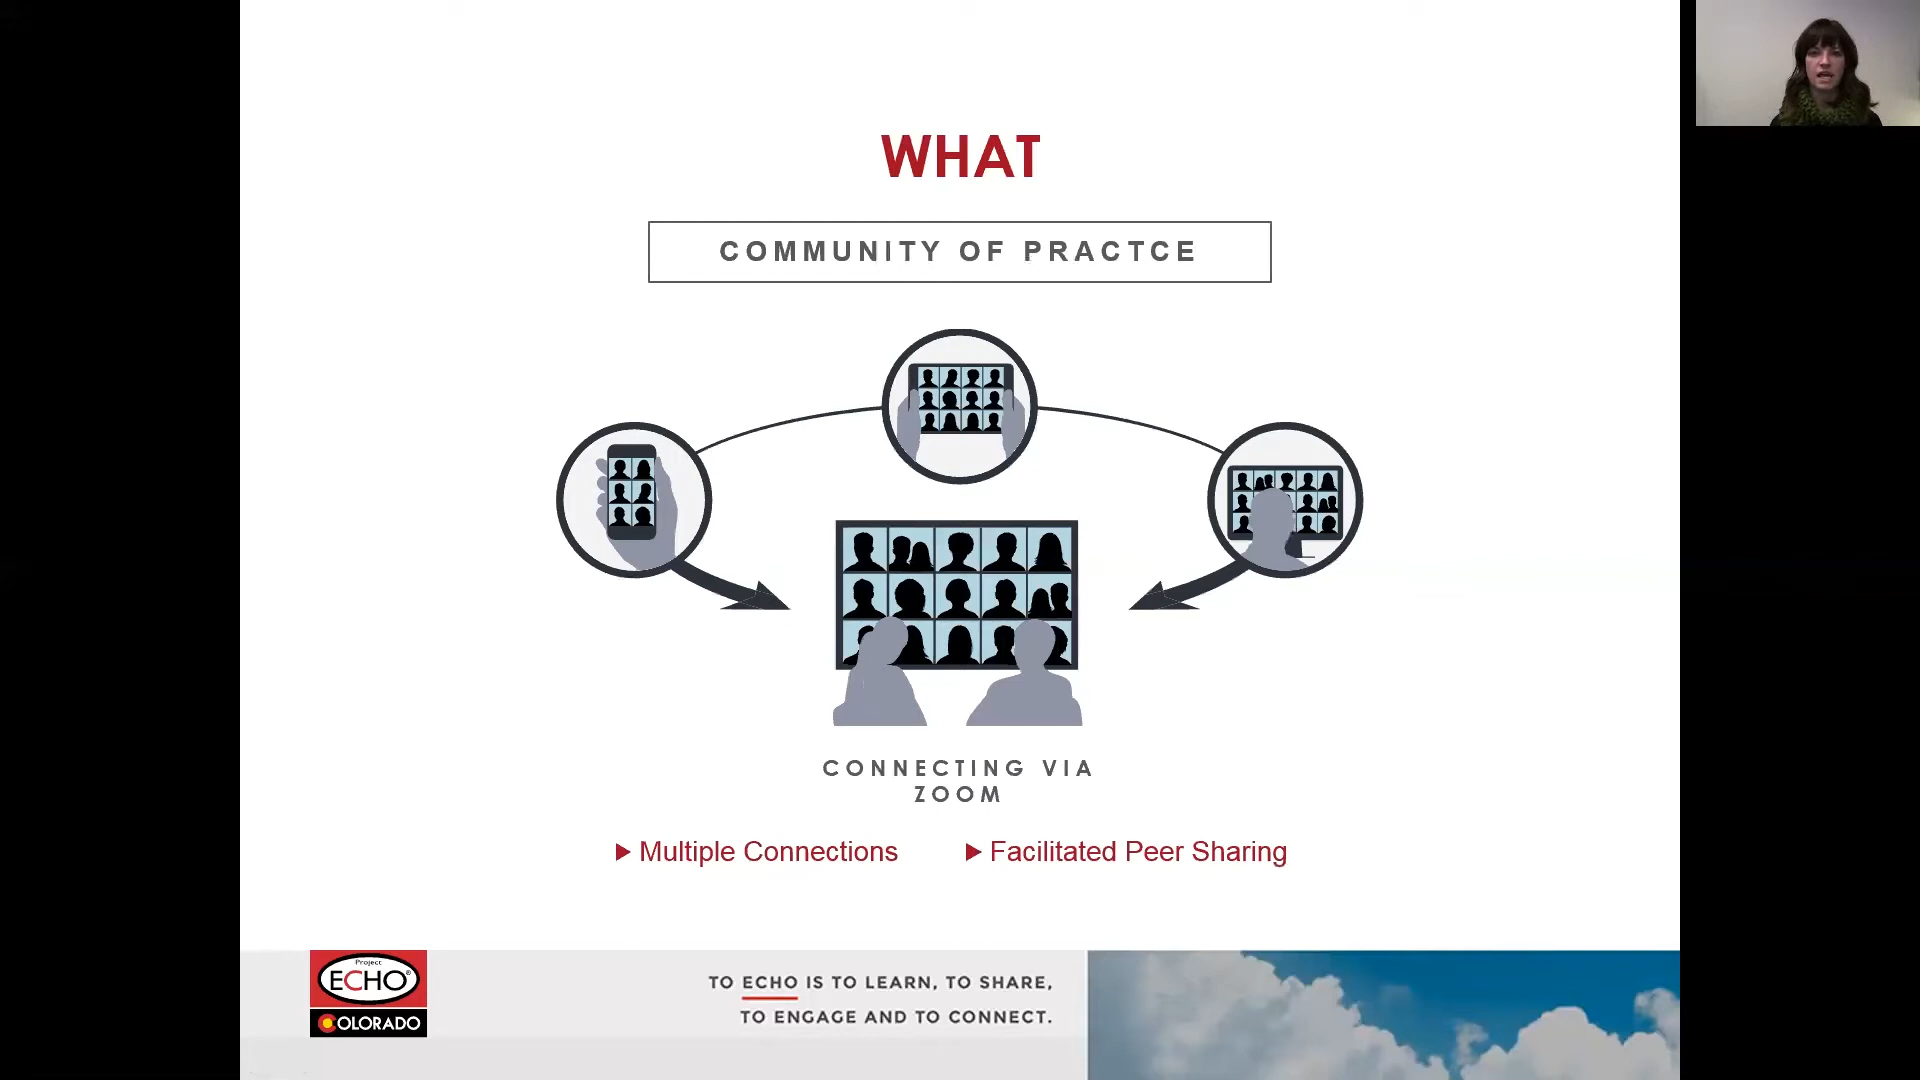 WHAT
COMMUNITY OF PRACTCE
CONNECTING VIA
ZOOM
Multiple Connections
Facilitated Peer Sharing
Project
ECHO®
COLORADO
TO ECHO IS TO LEARN, TO SHARE,
TO ENGAGE AND TO CONNECT.